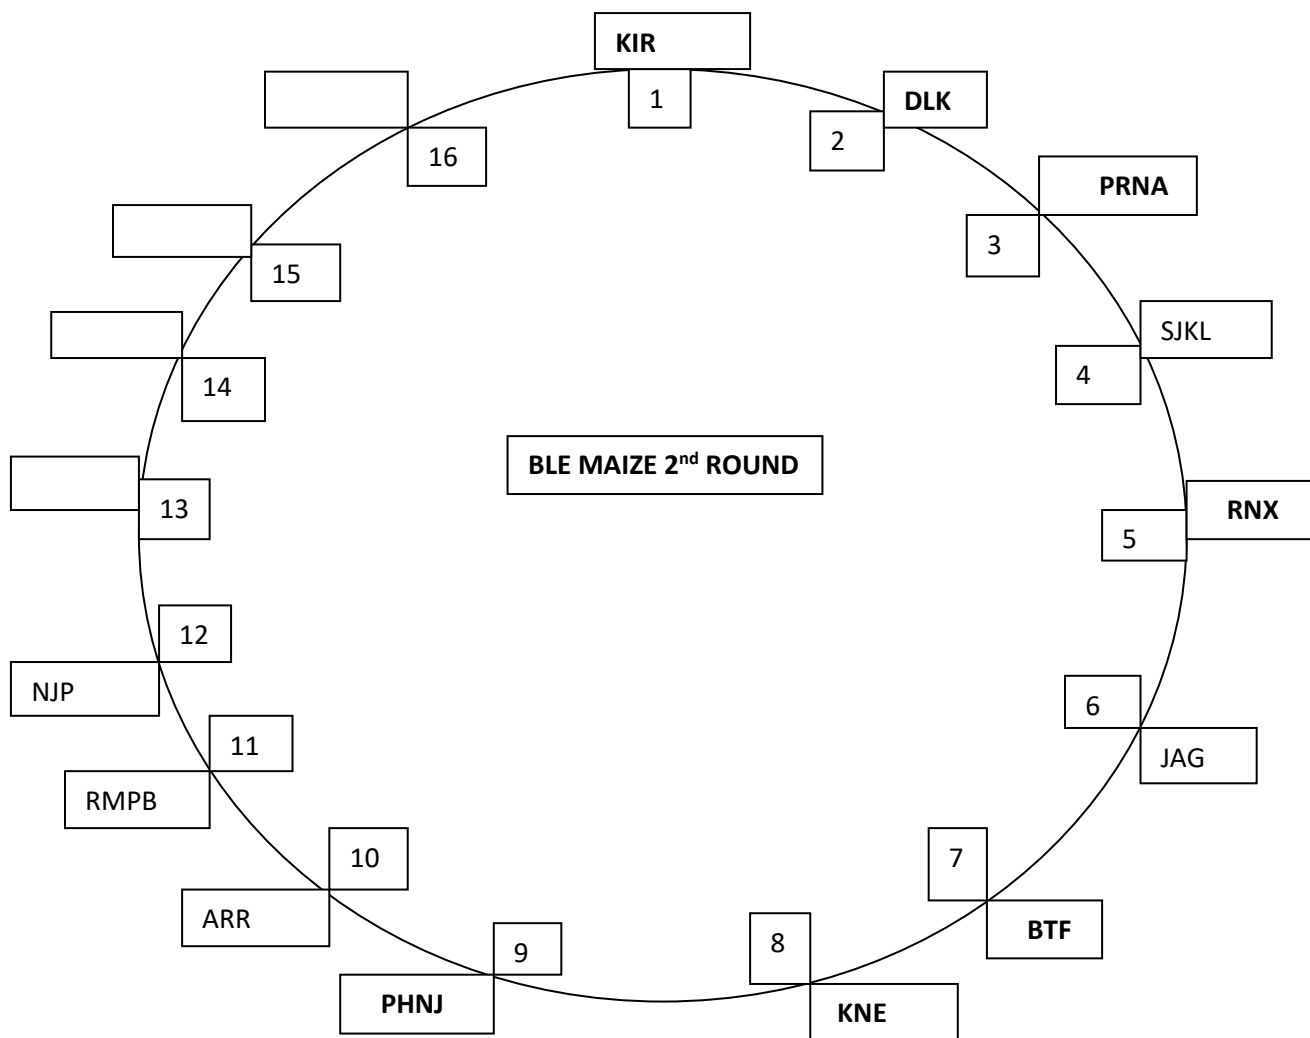 KIR
1
DLK
2
PRNA
3
SJKL
4
RNX
5
JAG
6
BTF
7
KNE
8
PHNJ
9
ARR
10
RMPB
11
NJP
12
13
14
15
16
BLE MAIZE 2nd ROUND